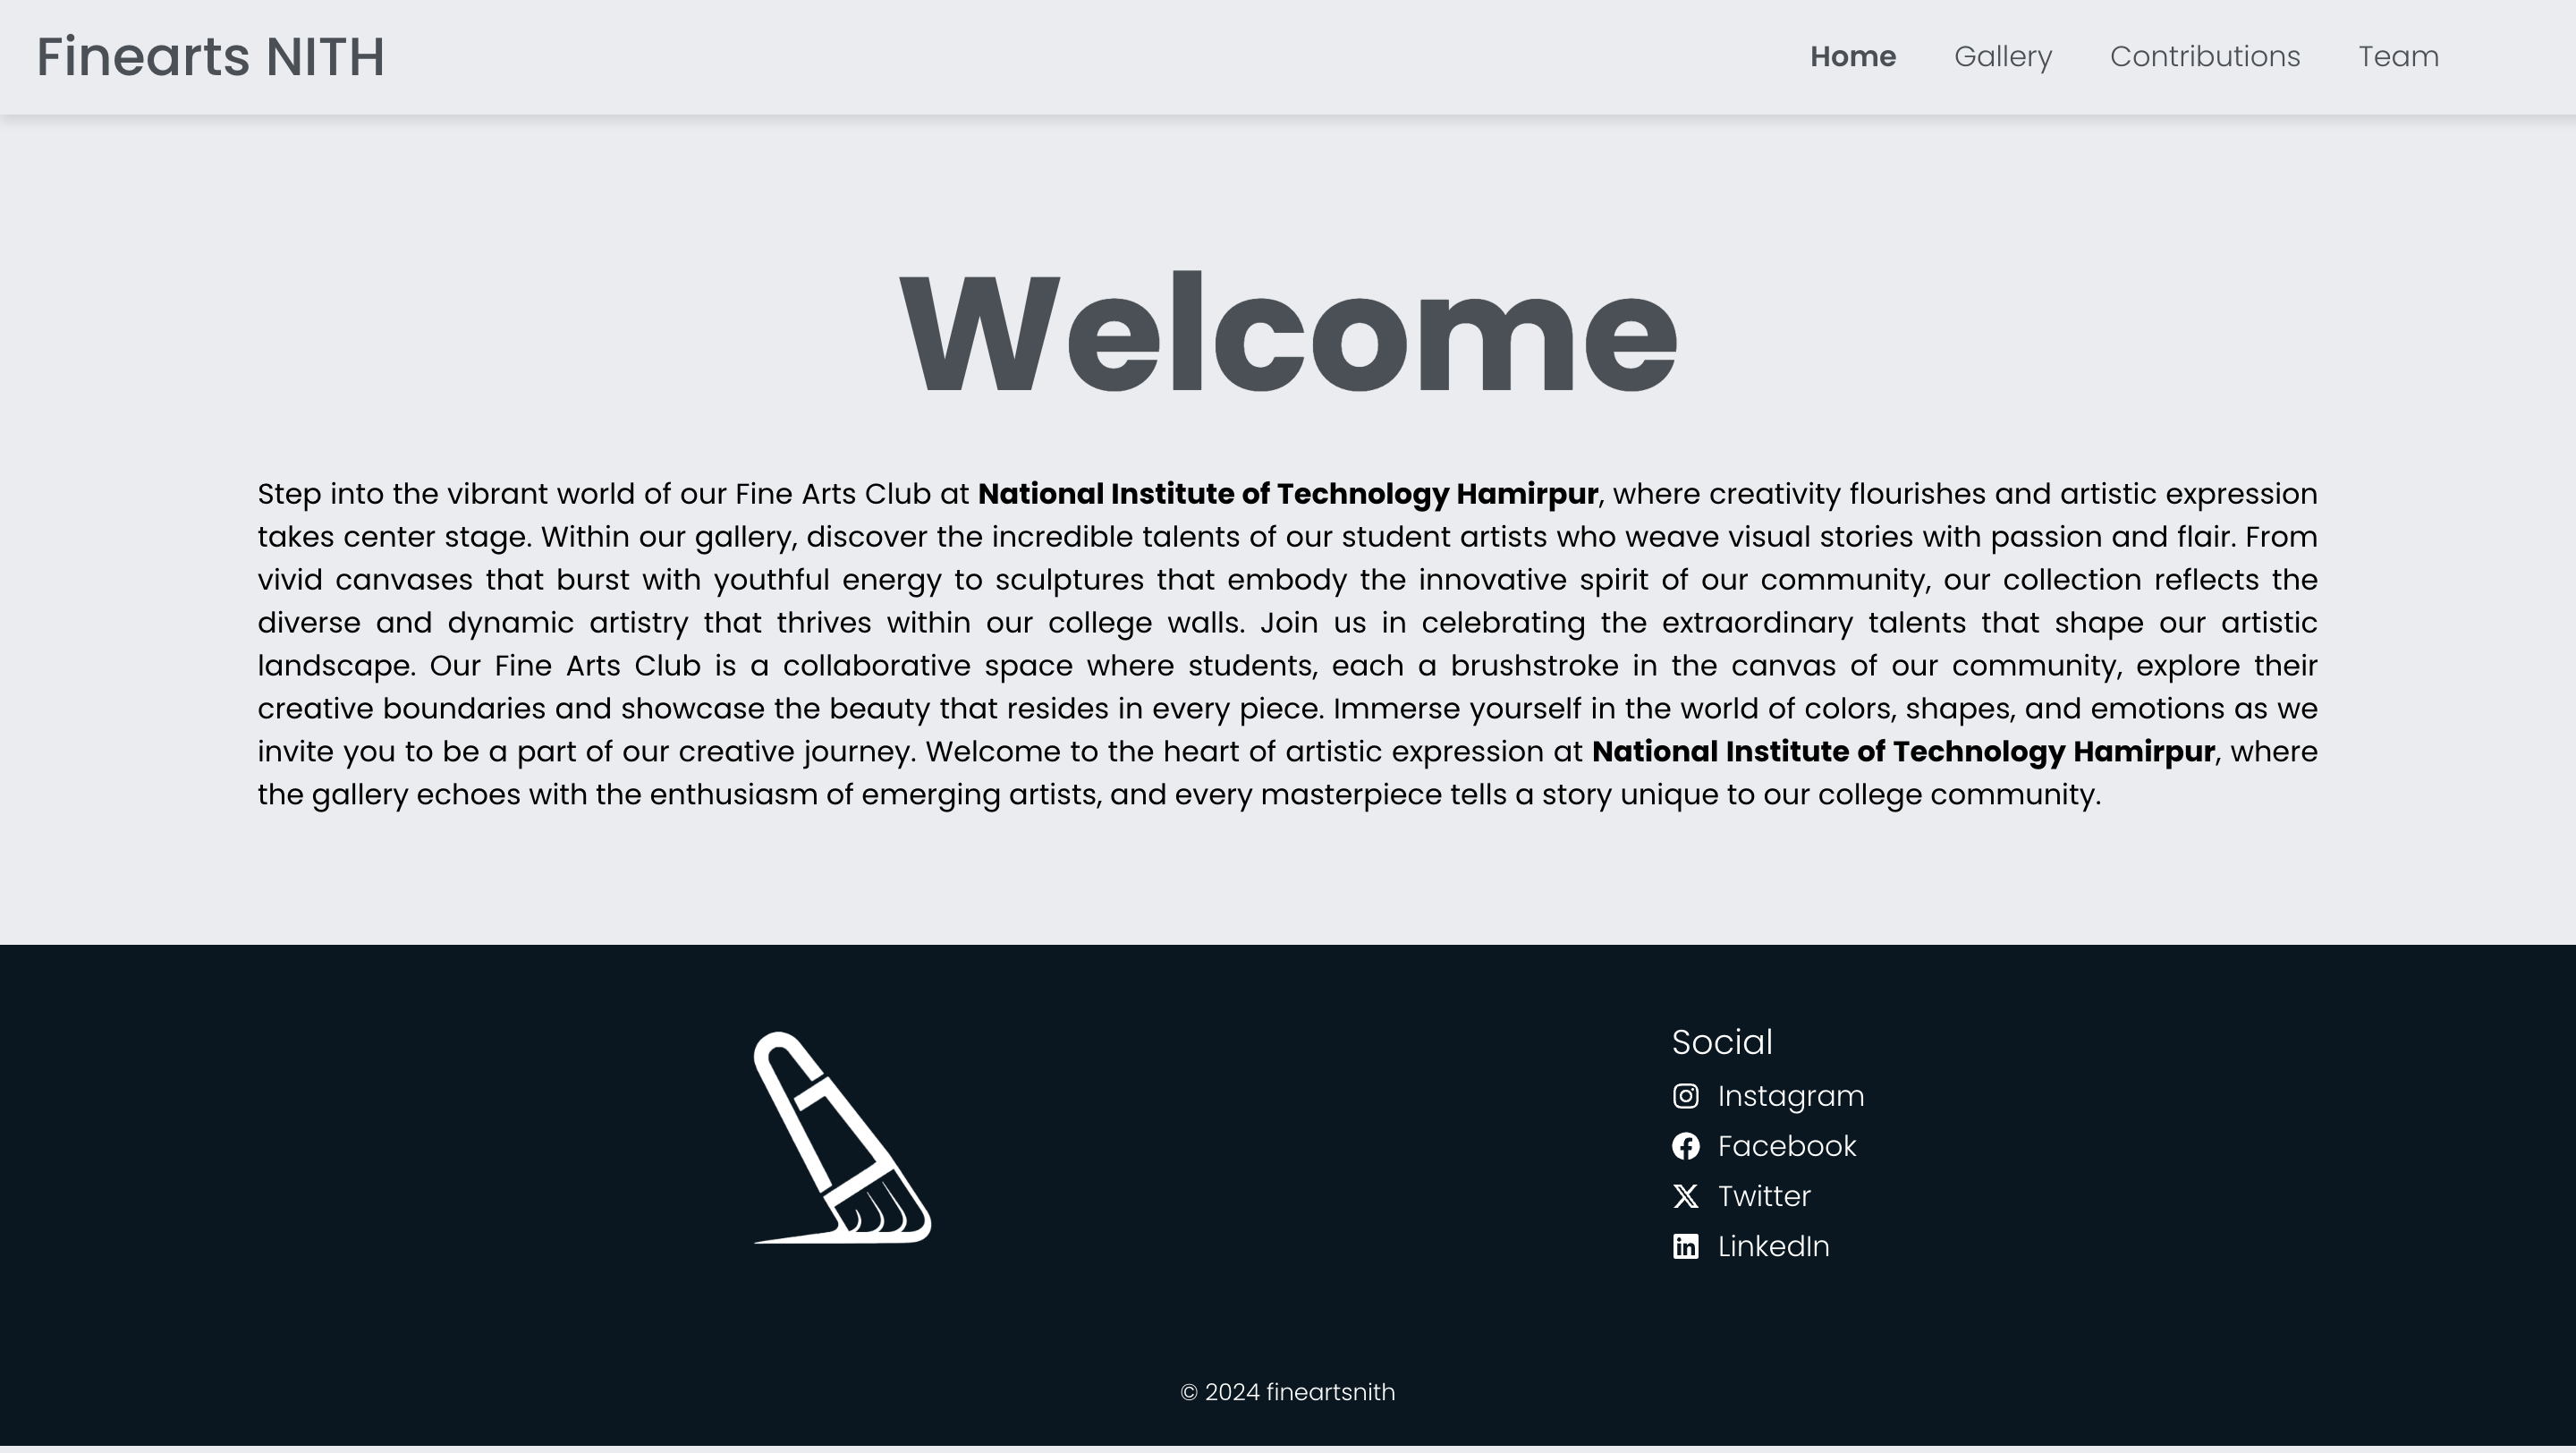 Finearts NITH
Home Gallery Contributions Team
Welcome
Step into the vibrant world of our Fine Arts Club at National Institute of Technology Hamirpur, where creativity flourishes and artistic expression
takes center stage. Within our gallery, discover the incredible talents of our student artists who weave visual stories with passion and flair. From
vivid canvases that burst with youthful energy to sculptures that embody the innovative spirit of our community, our collection reflects the
diverse and dynamic artistry that thrives within our college walls. Join us in celebrating the extraordinary talents that shape our artistic
landscape. Our Fine Arts Club is a collaborative space where students, each a brushstroke in the canvas of our community, explore their
creative boundaries and showcase the beauty that resides in every piece. Immerse yourself in the world of colors, shapes, and emotions as we
invite you to be a part of our creative journey. Welcome to the heart of artistic expression at National Institute of Technology Hamirpur, where
the gallery echoes with the enthusiasm of emerging artists, and every masterpiece tells a story unique to our college community.
Social
Instagram
Facebook
Twitter
LinkedIn
© 2024 fineartsnith